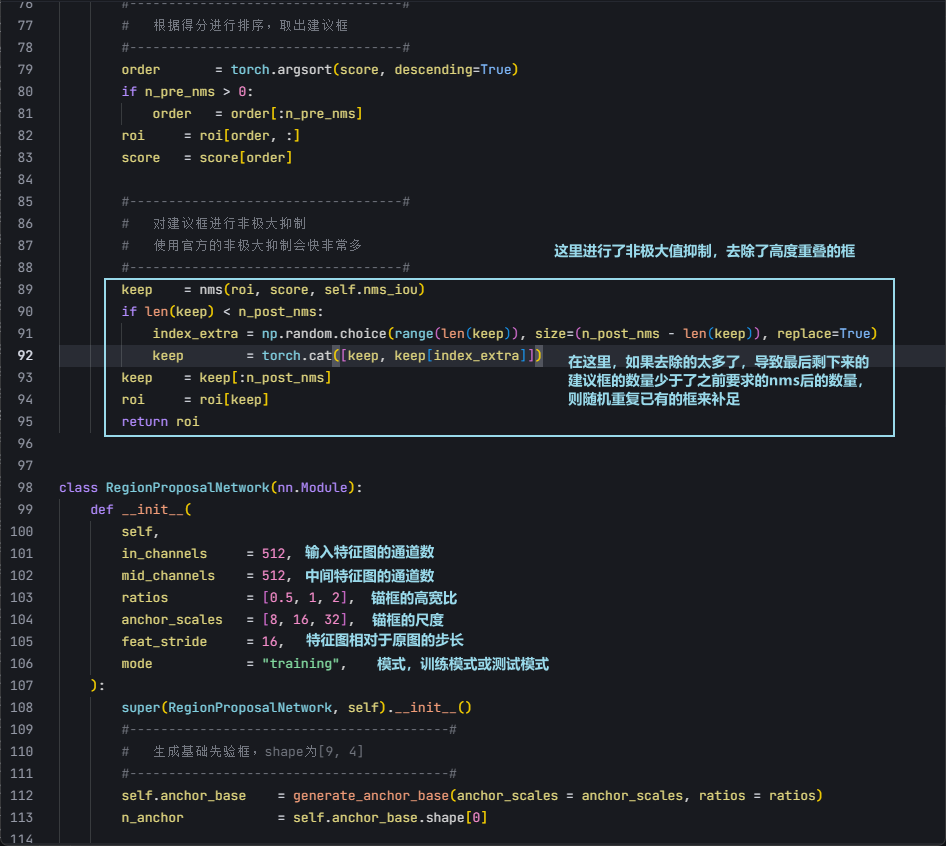 76 #-----------------------------------#
77 # 根据得分进行排序，取出建议框
78 #-----------------------------------#
79 order = torch.argsort(score, descending=True)
80 if n_pre_nms > 0:
81 order = order[:n_pre_nms]
82 roi = roi[order, :]
83 score = score[order]
84
85 #-----------------------------------#
86 # 对建议框进行非极大抑制
87 # 使用官方的非极大抑制会快非常多
这里进行了非极大值抑制，去除了高度重叠的框
88 #-----------------------------------#
89 keep = nms(roi, score, self.nms_iou)
90 if len(keep) < n_post_nms:
91 index_extra = np.random.choice(range(len(keep)), size=(n_post_nms - len(keep)), replace=True)
92 keep = torch.cat([keep, keep[index_extra]])
93 keep = keep[:n_post_nms]
94 roi = roi[keep]
95 return roi
在这里，如果去除的太多了，导致最后剩下来的
建议框的数量少于了之前要求的nms后的数量，
则随机重复已有的框来补足
96
97
98 class RegionProposalNetwork(nn.Module):
99 def __init__(
100 self,
101 in_channels = 512, 输入特征图的通道数
102 mid_channels = 512, 中间特征图的通道数
103 ratios = [0.5, 1, 2], 锚框的高宽比
104 anchor_scales = [8, 16, 32], 锚框的尺度
105 feat_stride = 16, 特征图相对于原图的步长
106 mode = "training", 模式，训练模式或测试模式
107 ):
108 super(RegionProposalNetwork, self).__init__()
109 #-----------------------------------------#
110 # 生成基础先验框，shape为[9, 4]
111 #-----------------------------------------#
112 self.anchor_base = generate_anchor_base(anchor_scales = anchor_scales, ratios = ratios)
113 n_anchor = self.anchor_base.shape[0]
114